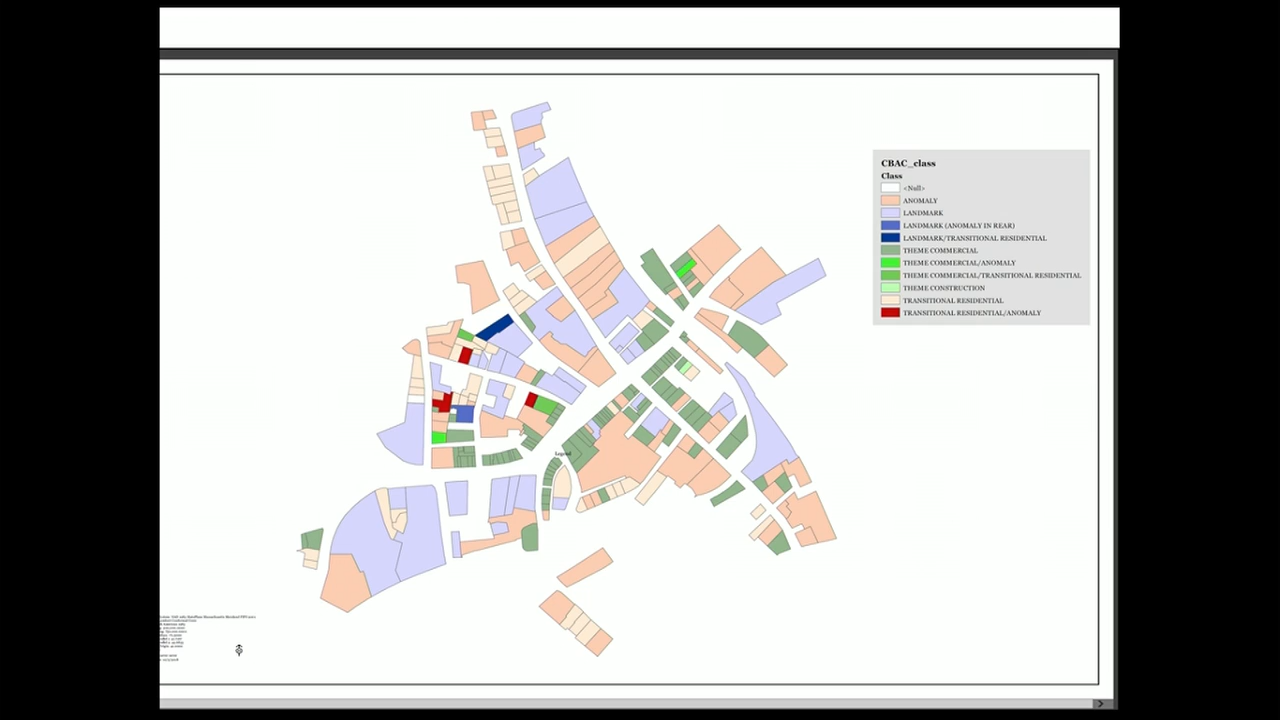 CBAC_class
Class
<Null>
ANOMALY
LANDMARK
LANDMARK (ANOMALY IN REAR)
LANDMARK/TRANSITIONAL RESIDENTIAL
THEME COMMERCIAL
THEME COMMERCIAL/ANOMALY
THEME COMMERCIAL/TRANSITIONAL RESIDENTIAL
THEME CONSTRUCTION
TRANSITIONAL RESIDENTIAL
TRANSITIONAL RESIDENTIAL/ANOMALY
Legend